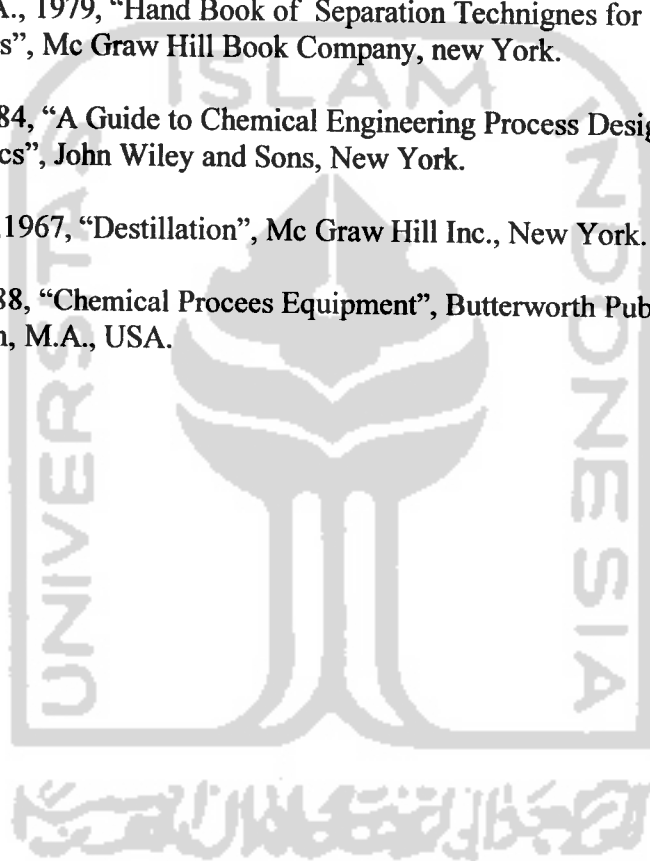 A., 1979, “Hand Book of Separation Technignes for
s”, Mc Graw Hill Book Company, new York.
84, “A Guide to Chemical Engineering Process Desig
cs”, John Wiley and Sons, New York.
1967, “Destillation”, Mc Graw Hill Inc., New York.
88, “Chemical Procees Equipment”, Butterworth Pub
n, M.A., USA.
UNIVERSITAS
ISLAM
INDONESIA